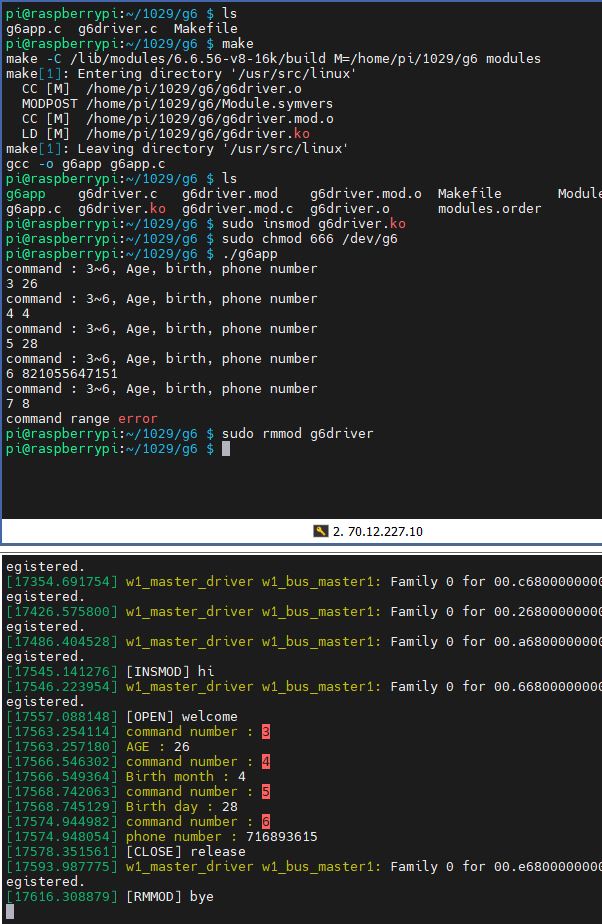 pi@raspberrypi:~/1029/g6 $ ls
g6app.c  g6driver.c  Makefile
pi@raspberrypi:~/1029/g6 $ make
make -C /lib/modules/6.6.56-v8-16k/build M=/home/pi/1029/g6 modules
make[1]: Entering directory '/usr/src/linux'
  CC [M]  /home/pi/1029/g6/g6driver.o
  MODPOST /home/pi/1029/g6/Module.symvers
  CC [M]  /home/pi/1029/g6/g6driver.mod.o
  LD [M]  /home/pi/1029/g6/g6driver.ko
make[1]: Leaving directory '/usr/src/linux'
gcc -o g6app g6app.c
pi@raspberrypi:~/1029/g6 $ ls
g6app    g6driver.c   g6driver.mod    g6driver.mod.o  Makefile       Module
g6app.c  g6driver.ko  g6driver.mod.c  g6driver.o      modules.order
pi@raspberrypi:~/1029/g6 $ sudo insmod g6driver.ko
pi@raspberrypi:~/1029/g6 $ sudo chmod 666 /dev/g6
pi@raspberrypi:~/1029/g6 $ ./g6app
command : 3~6, Age, birth, phone number
3 26
command : 3~6, Age, birth, phone number
4 4
command : 3~6, Age, birth, phone number
5 28
command : 3~6, Age, birth, phone number
6 821055647151
command : 3~6, Age, birth, phone number
7 8
command range error
pi@raspberrypi:~/1029/g6 $ sudo rmmod g6driver
pi@raspberrypi:~/1029/g6 $
2. 70.12.227.10
egistered.
[17354.691754] w1_master_driver w1_bus_master1: Family 0 for 00.c6800000000
egistered.
[17426.575800] w1_master_driver w1_bus_master1: Family 0 for 00.26800000000
egistered.
[17486.404528] w1_master_driver w1_bus_master1: Family 0 for 00.a6800000000
egistered.
[17545.141276] [INSMOD] hi
[17546.223954] w1_master_driver w1_bus_master1: Family 0 for 00.66800000000
egistered.
[17557.088148] [OPEN] welcome
[17563.254114] command number : 3
[17563.257180] AGE : 26
[17566.546302] command number : 4
[17566.549364] Birth month : 4
[17568.742063] command number : 5
[17568.745129] Birth day : 28
[17574.944982] command number : 6
[17574.948054] phone number : 716893615
[17578.351561] [CLOSE] release
[17593.987775] w1_master_driver w1_bus_master1: Family 0 for 00.e6800000000
egistered.
[17616.308879] [RMMOD] bye